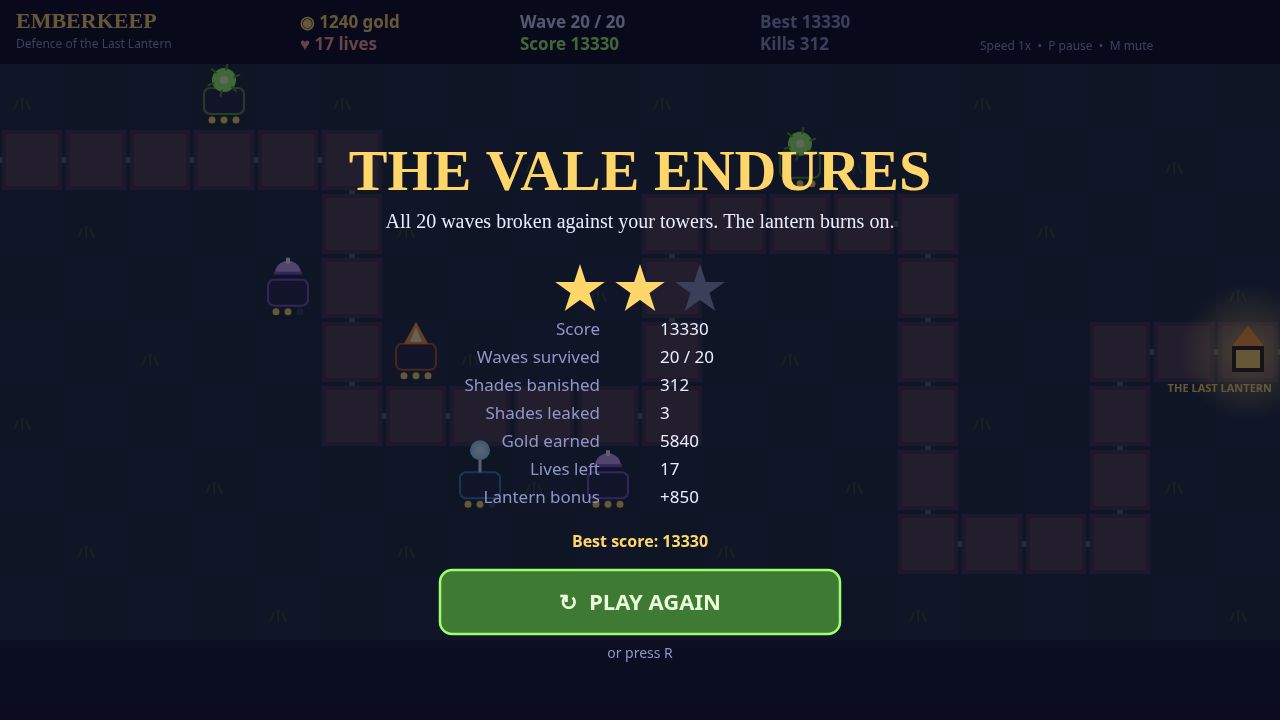 EMBERKEEP
Defence of the Last Lantern
◉ 1240 gold
♥ 17 lives
Wave 20 / 20
Score 13330
Best 13330
Kills 312
Speed 1x • P pause • M mute
THE VALE ENDURES
All 20 waves broken against your towers. The lantern burns on.
Score 13330
Waves survived 20 / 20
Shades banished 312
Shades leaked 3
Gold earned 5840
Lives left 17
Lantern bonus +850
THE LAST LANTERN
Best score: 13330
↻ PLAY AGAIN
or press R